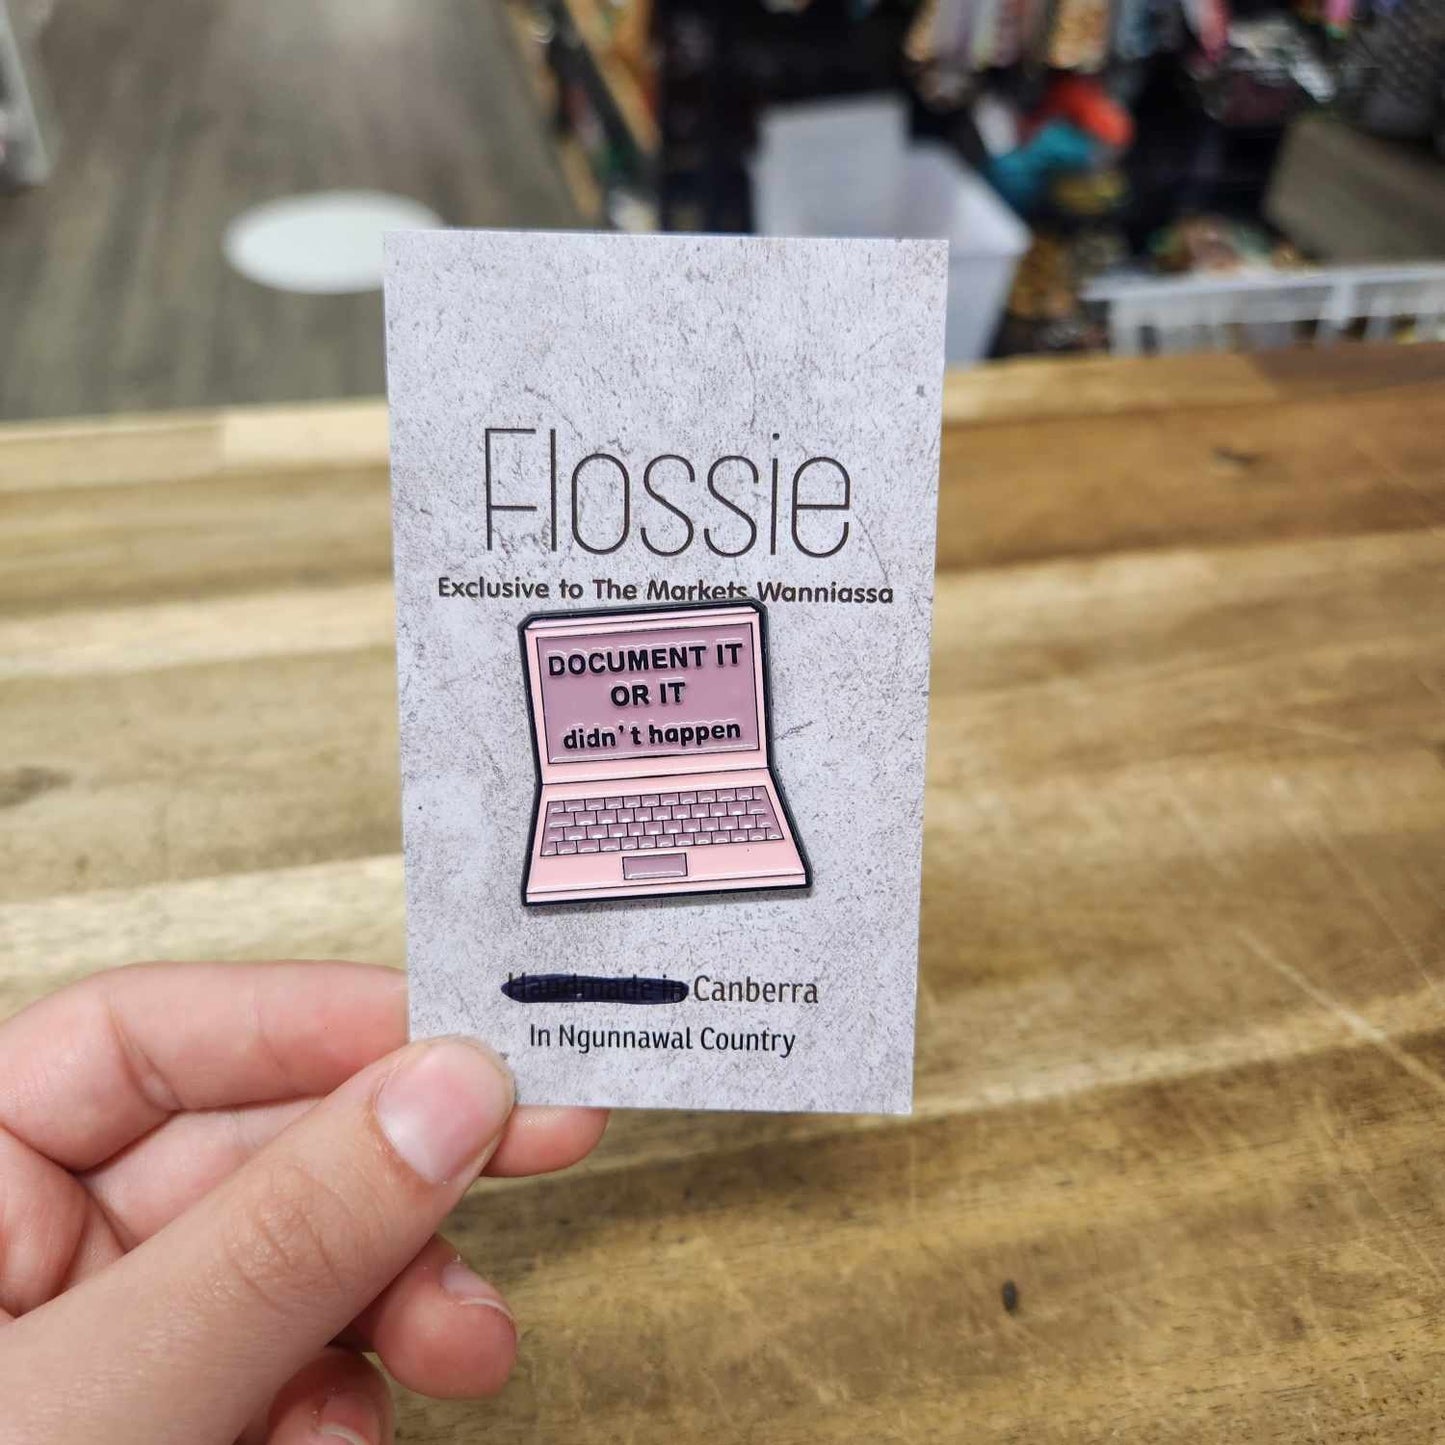 Flossie
Exclusive to The Markets Wanniassa
DOCUMENT IT
OR IT
didn't happen
Handmade in Canberra
In Ngunnawal Country